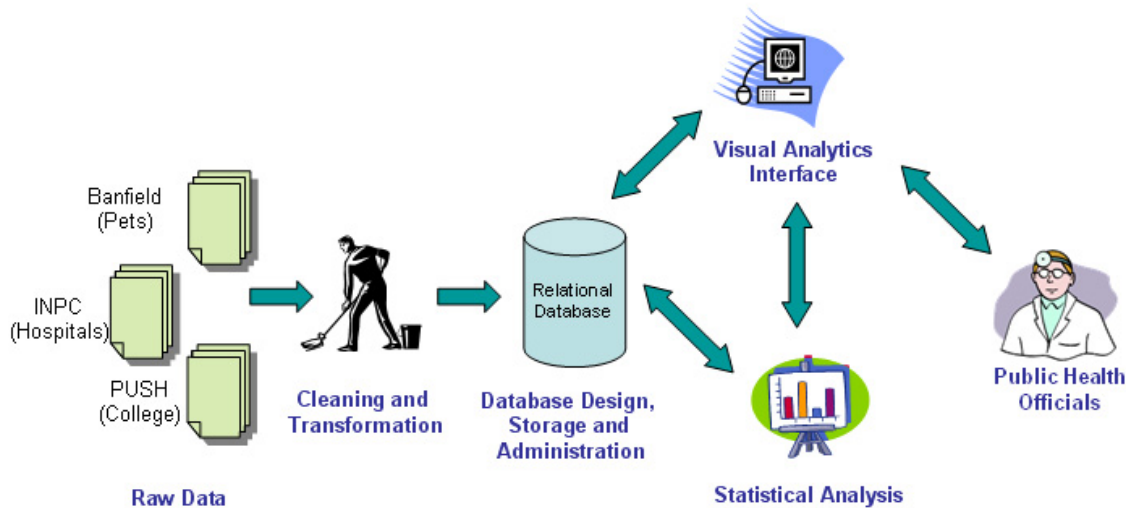 Banfield
(Pets)
INPC
(Hospitals)
PUSH
(College)
Raw Data
Cleaning and
Transformation
Relational
Database
Database Design,
Storage and
Administration
Visual Analytics
Interface
Statistical Analysis
Public Health
Officials